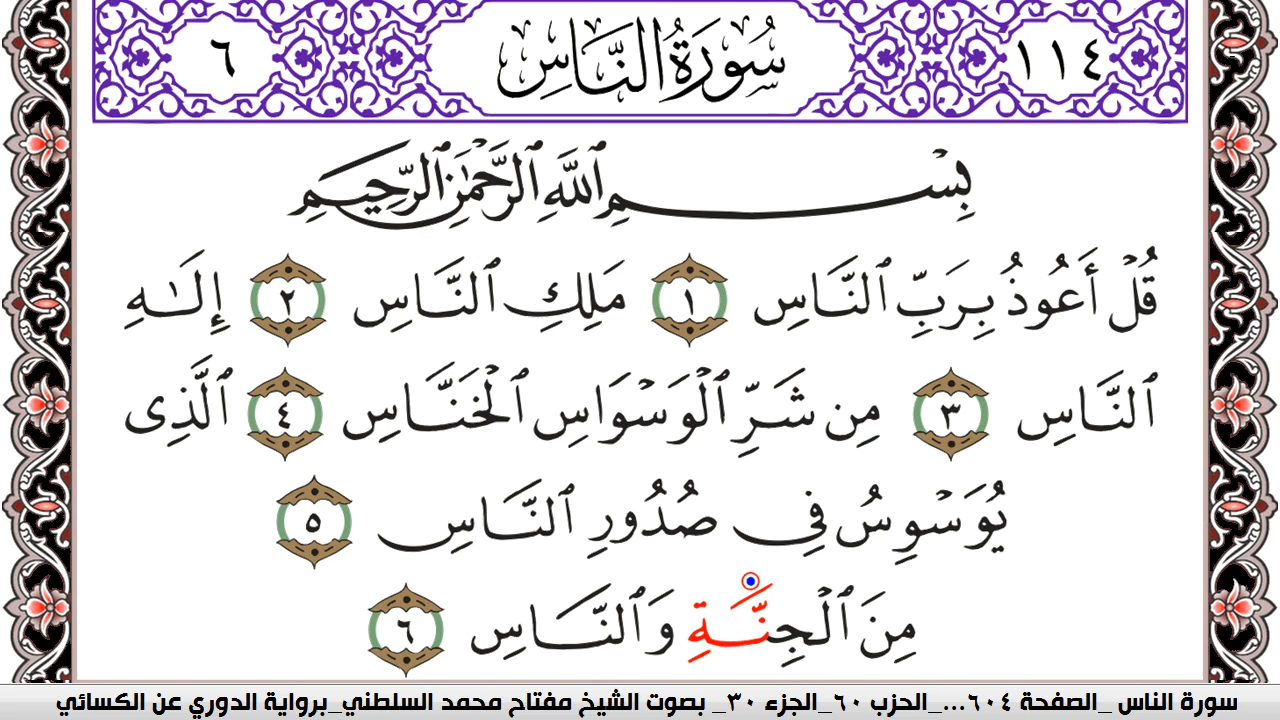 ١١٤ سُورَةُ النَّاسِ ٦
بِسْمِ ٱللَّهِ ٱلرَّحْمَٰنِ ٱلرَّحِيمِ
قُلْ أَعُوذُ بِرَبِّ ٱلنَّاسِ ١ مَلِكِ ٱلنَّاسِ ٢ إِلَٰهِ
ٱلنَّاسِ ٣ مِن شَرِّ ٱلْوَسْوَاسِ ٱلْخَنَّاسِ ٤ ٱلَّذِى
يُوَسْوِسُ فِى صُدُورِ ٱلنَّاسِ ٥
مِنَ ٱلْجِنَّةِ وَٱلنَّاسِ ٦
سورة الناس _الصفحة ٦٠٤..._الحزب ٦٠_الجزء ٣٠_ بصوت الشيخ مفتاح محمد السلطني_برواية الدوري عن الكسائي